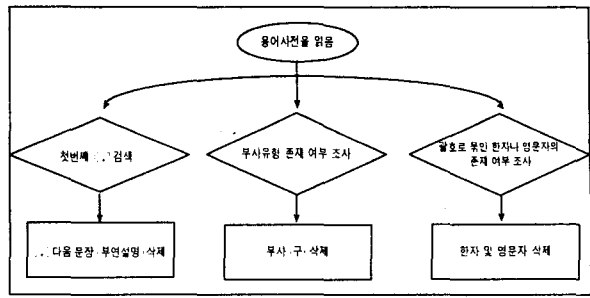 용어사전을 읽음
첫번째 검색
부사유형 존재 여부 조사
괄호로 묶인 한자나 영문자의
존재 여부 조사
다음 문장·부연설명·삭제
부사·구·삭제
한자 및 영문자 삭제